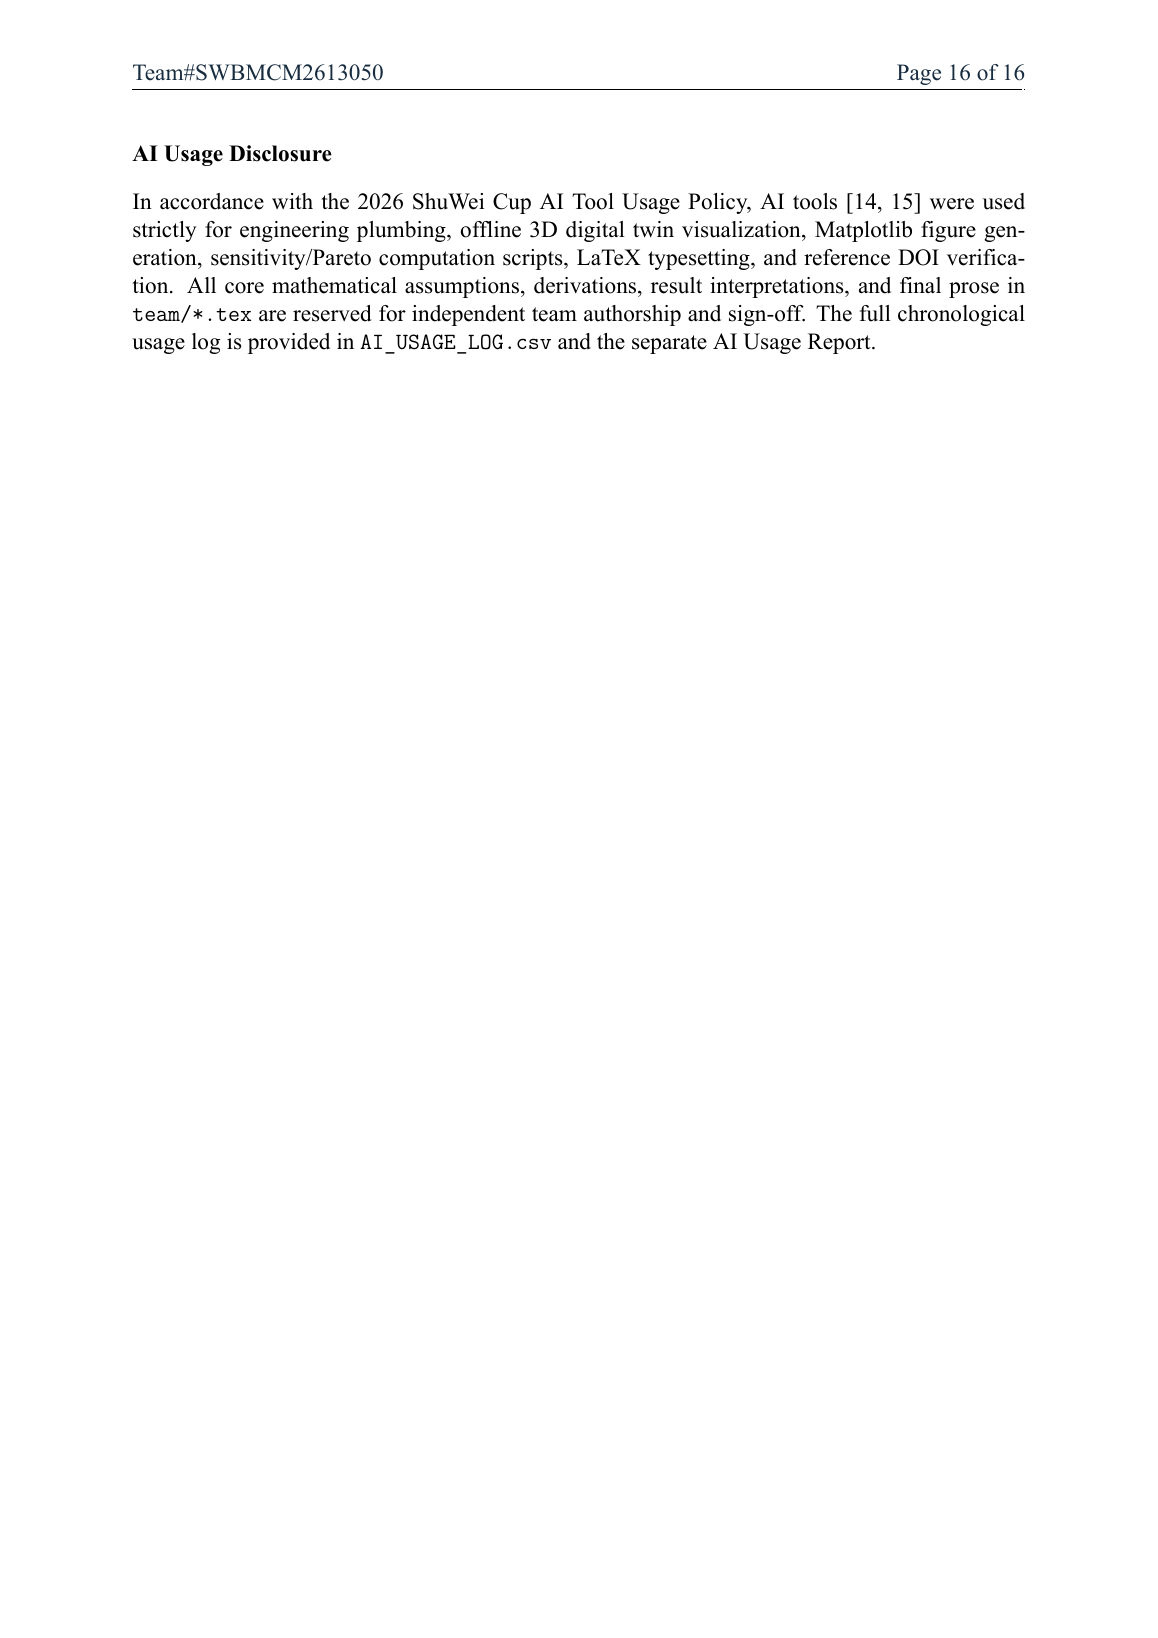 Team#SWBMCM2613050 Page 16 of 16
AI Usage Disclosure
In accordance with the 2026 ShuWei Cup AI Tool Usage Policy, AI tools [14, 15] were used
strictly for engineering plumbing, offline 3D digital twin visualization, Matplotlib figure gen-
eration, sensitivity/Pareto computation scripts, LaTeX typesetting, and reference DOI verifica-
tion. All core mathematical assumptions, derivations, result interpretations, and final prose in
team/*.tex are reserved for independent team authorship and sign-off. The full chronological
usage log is provided in AI_USAGE_LOG.csv and the separate AI Usage Report.